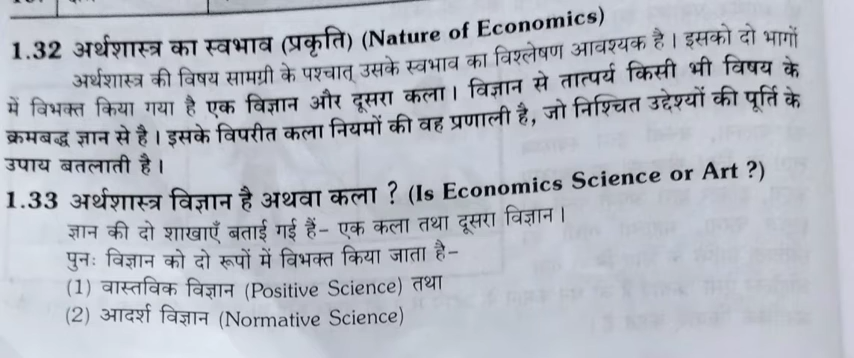 1.32 अर्थशास्त्र का स्वभाव (प्रकृति) (Nature of Economics)
अर्थशास्त्र की विषय सामग्री के पश्चात् उसके स्वभाव का विश्लेषण आवश्यक है। इसको दो भागों
में विभक्त किया गया है एक विज्ञान और दूसरा कला। विज्ञान से तात्पर्य किसी भी विषय के
क्रमबद्ध ज्ञान से है। इसके विपरीत कला नियमों की वह प्रणाली है, जो निश्चित उद्देश्यों की पूर्ति के
उपाय बतलाती है।
1.33 अर्थशास्त्र विज्ञान है अथवा कला ? (Is Economics Science or Art ?)
ज्ञान की दो शाखाएँ बताई गई हैं- एक कला तथा दूसरा विज्ञान।
पुनः विज्ञान को दो रूपों में विभक्त किया जाता है-
(1) वास्तविक विज्ञान (Positive Science) तथा
(2) आदर्श विज्ञान (Normative Science)